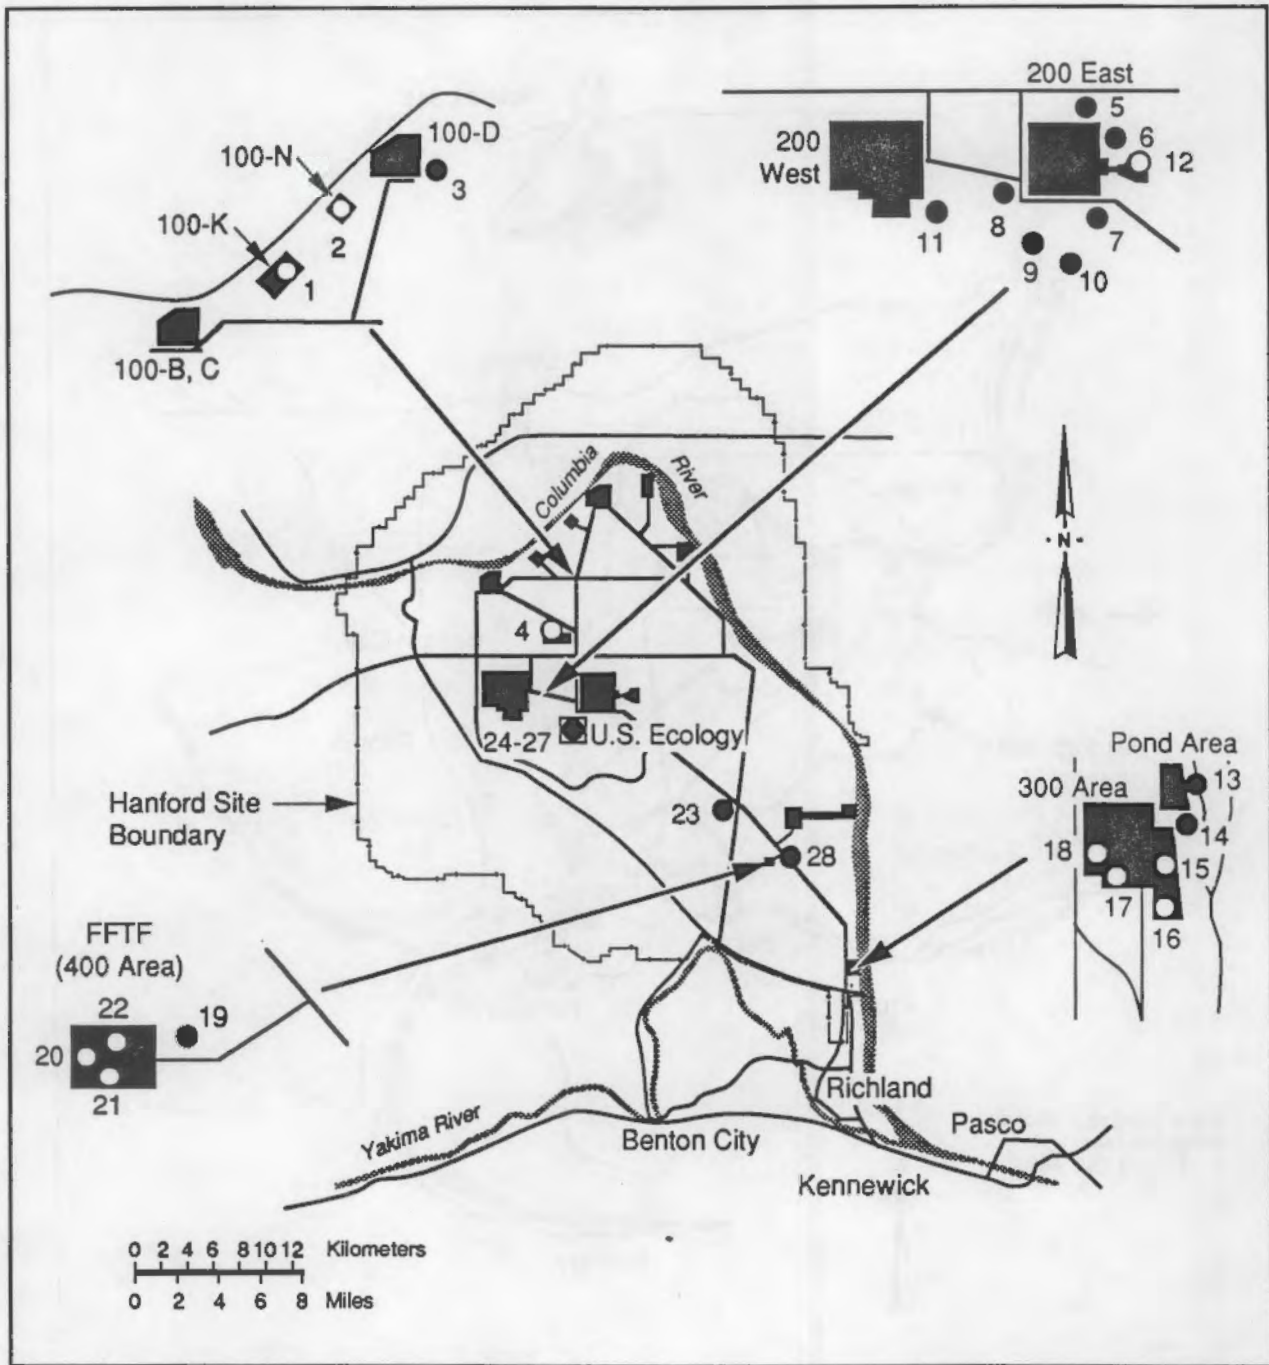 200 East
5
100-D
6
100-N
200
West
12
3
100-K
8
2
11
7
1
9
10
100-B, C
Columbia
River
N
4
24-27
U.S. Ecology
Pond Area
13
300 Area
Hanford Site
Boundary
23
14
18
28
15
17
16
FFTF
(400 Area)
22
19
20
21
Richland
Yakima River
Benton City
Pasco
Kennewick
0 2 4 6 8 10 12 Kilometers
0 2 4 6 8 Miles